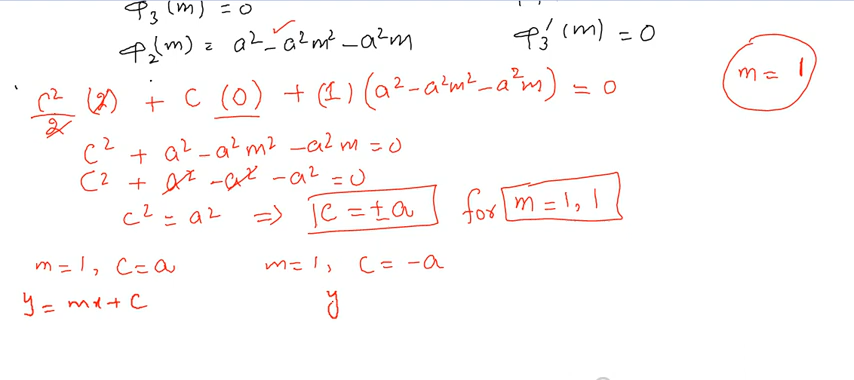 φ₃(m) = 0
φ₂(m) = a² - a²m² - a²m φ₃′(m) = 0
c²/2 (2) + c (0) + (1) (a² - a²m² - a²m) = 0 m = 1
c² + a² - a²m² - a²m = 0
c² + a² - a² - a² = 0
c² = a² => c = ±a for m = 1, 1
m = 1, c = a m = 1, c = -a
y = mx + c y